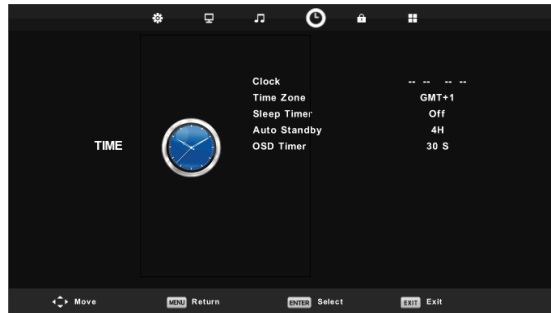 Clock -- -- -- --
Time Zone GMT+1
Sleep Timer Off
Auto Standby 4H
TIME
OSD Timer 30 S
Move MENU Return ENTER Select EXIT Exit